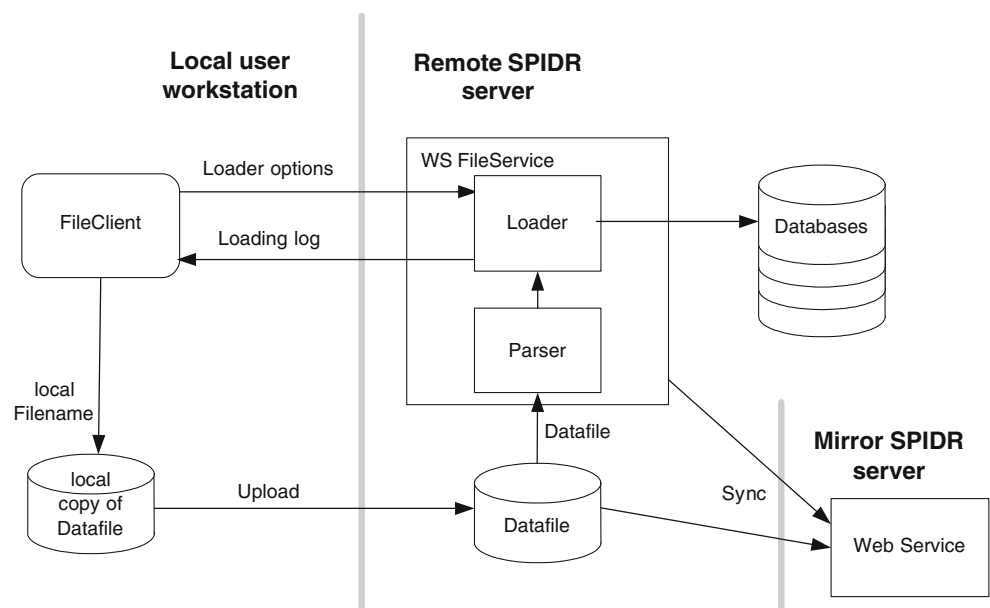 Local user
workstation
Remote SPIDR
server
WS FileService
Loader options
Loader
FileClient
Databases
Loading log
Parser
local
Filename
Datafile
Mirror SPIDR
server
local
copy of
Datafile
Upload
Datafile
Sync
Web Service